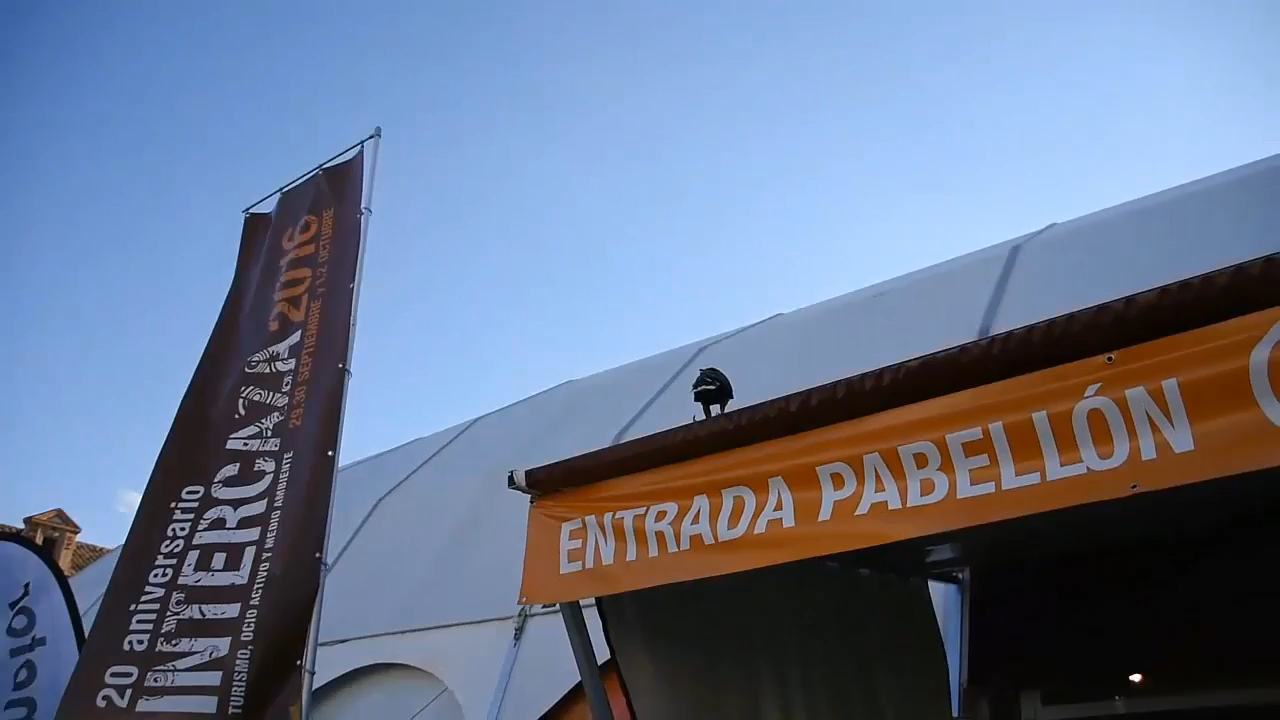 20 aniversario
INTERCAZA 2016
29.30 SEPTIEMBRE y 1.2 OCTUBRE
TURISMO, OCIO ACTIVO Y MEDIO AMBIENTE
ENTRADA PABELLÓN